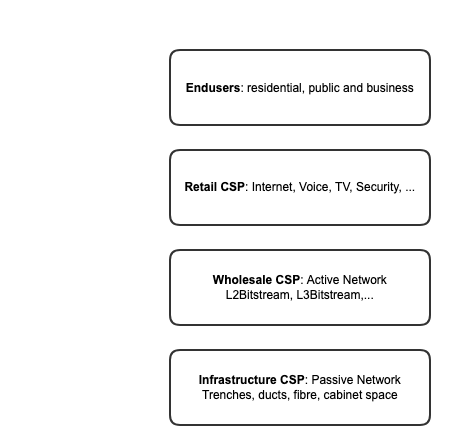 Endusers: residential, public and business
Retail CSP: Internet, Voice, TV, Security, ...
Wholesale CSP: Active Network
L2Bitstream, L3Bitstream,...
Infrastructure CSP: Passive Network
Trenches, ducts, fibre, cabinet space